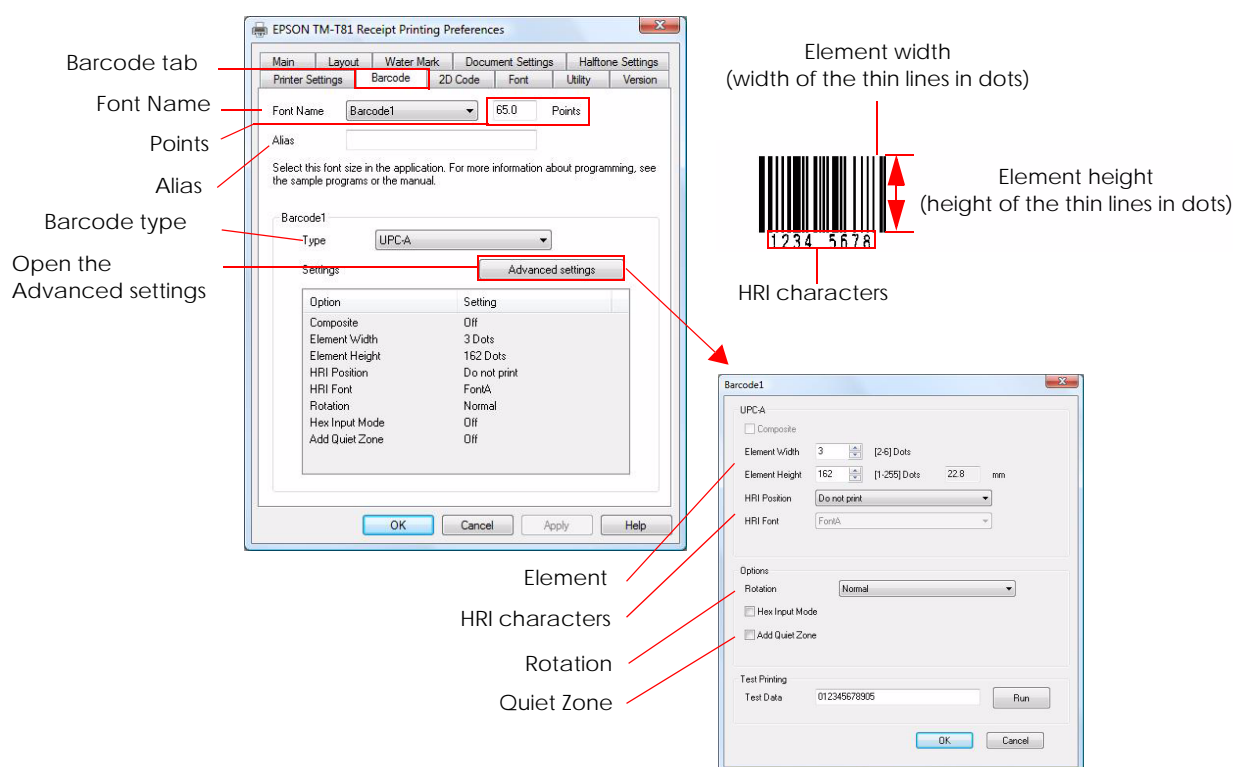 EPSON TM-T81 Receipt Printing Preferences
Main Layout Water Mark Document Settings Halftone Settings
Printer Settings Barcode 2D Code Font Utility Version
Barcode tab
Font Name
Points
Alias
Barcode type
Open the
Advanced settings
Font Name Barcode1 65.0 Points
Alias
Select this font size in the application. For more information about programming, see
the sample programs or the manual.
Barcode1
Type UPC-A
Settings Advanced settings
Option Setting
Composite Off
Element Width 3 Dots
Element Height 162 Dots
HRI Position Do not print
HRI Font FontA
Rotation Normal
Hex Input Mode Off
Add Quiet Zone Off
OK Cancel Apply Help
Element width
(width of the thin lines in dots)
Element height
(height of the thin lines in dots)
1234 5678
HRI characters
Element
HRI characters
Rotation
Quiet Zone
Barcode1
UPC-A
Composite
Element Width 3 [2-6] Dots
Element Height 162 [1-255] Dots 22.8 mm
HRI Position Do not print
HRI Font FontA
Options
Rotation Normal
Hex Input Mode
Add Quiet Zone
Test Printing
Test Data 012345678905 Run
OK Cancel